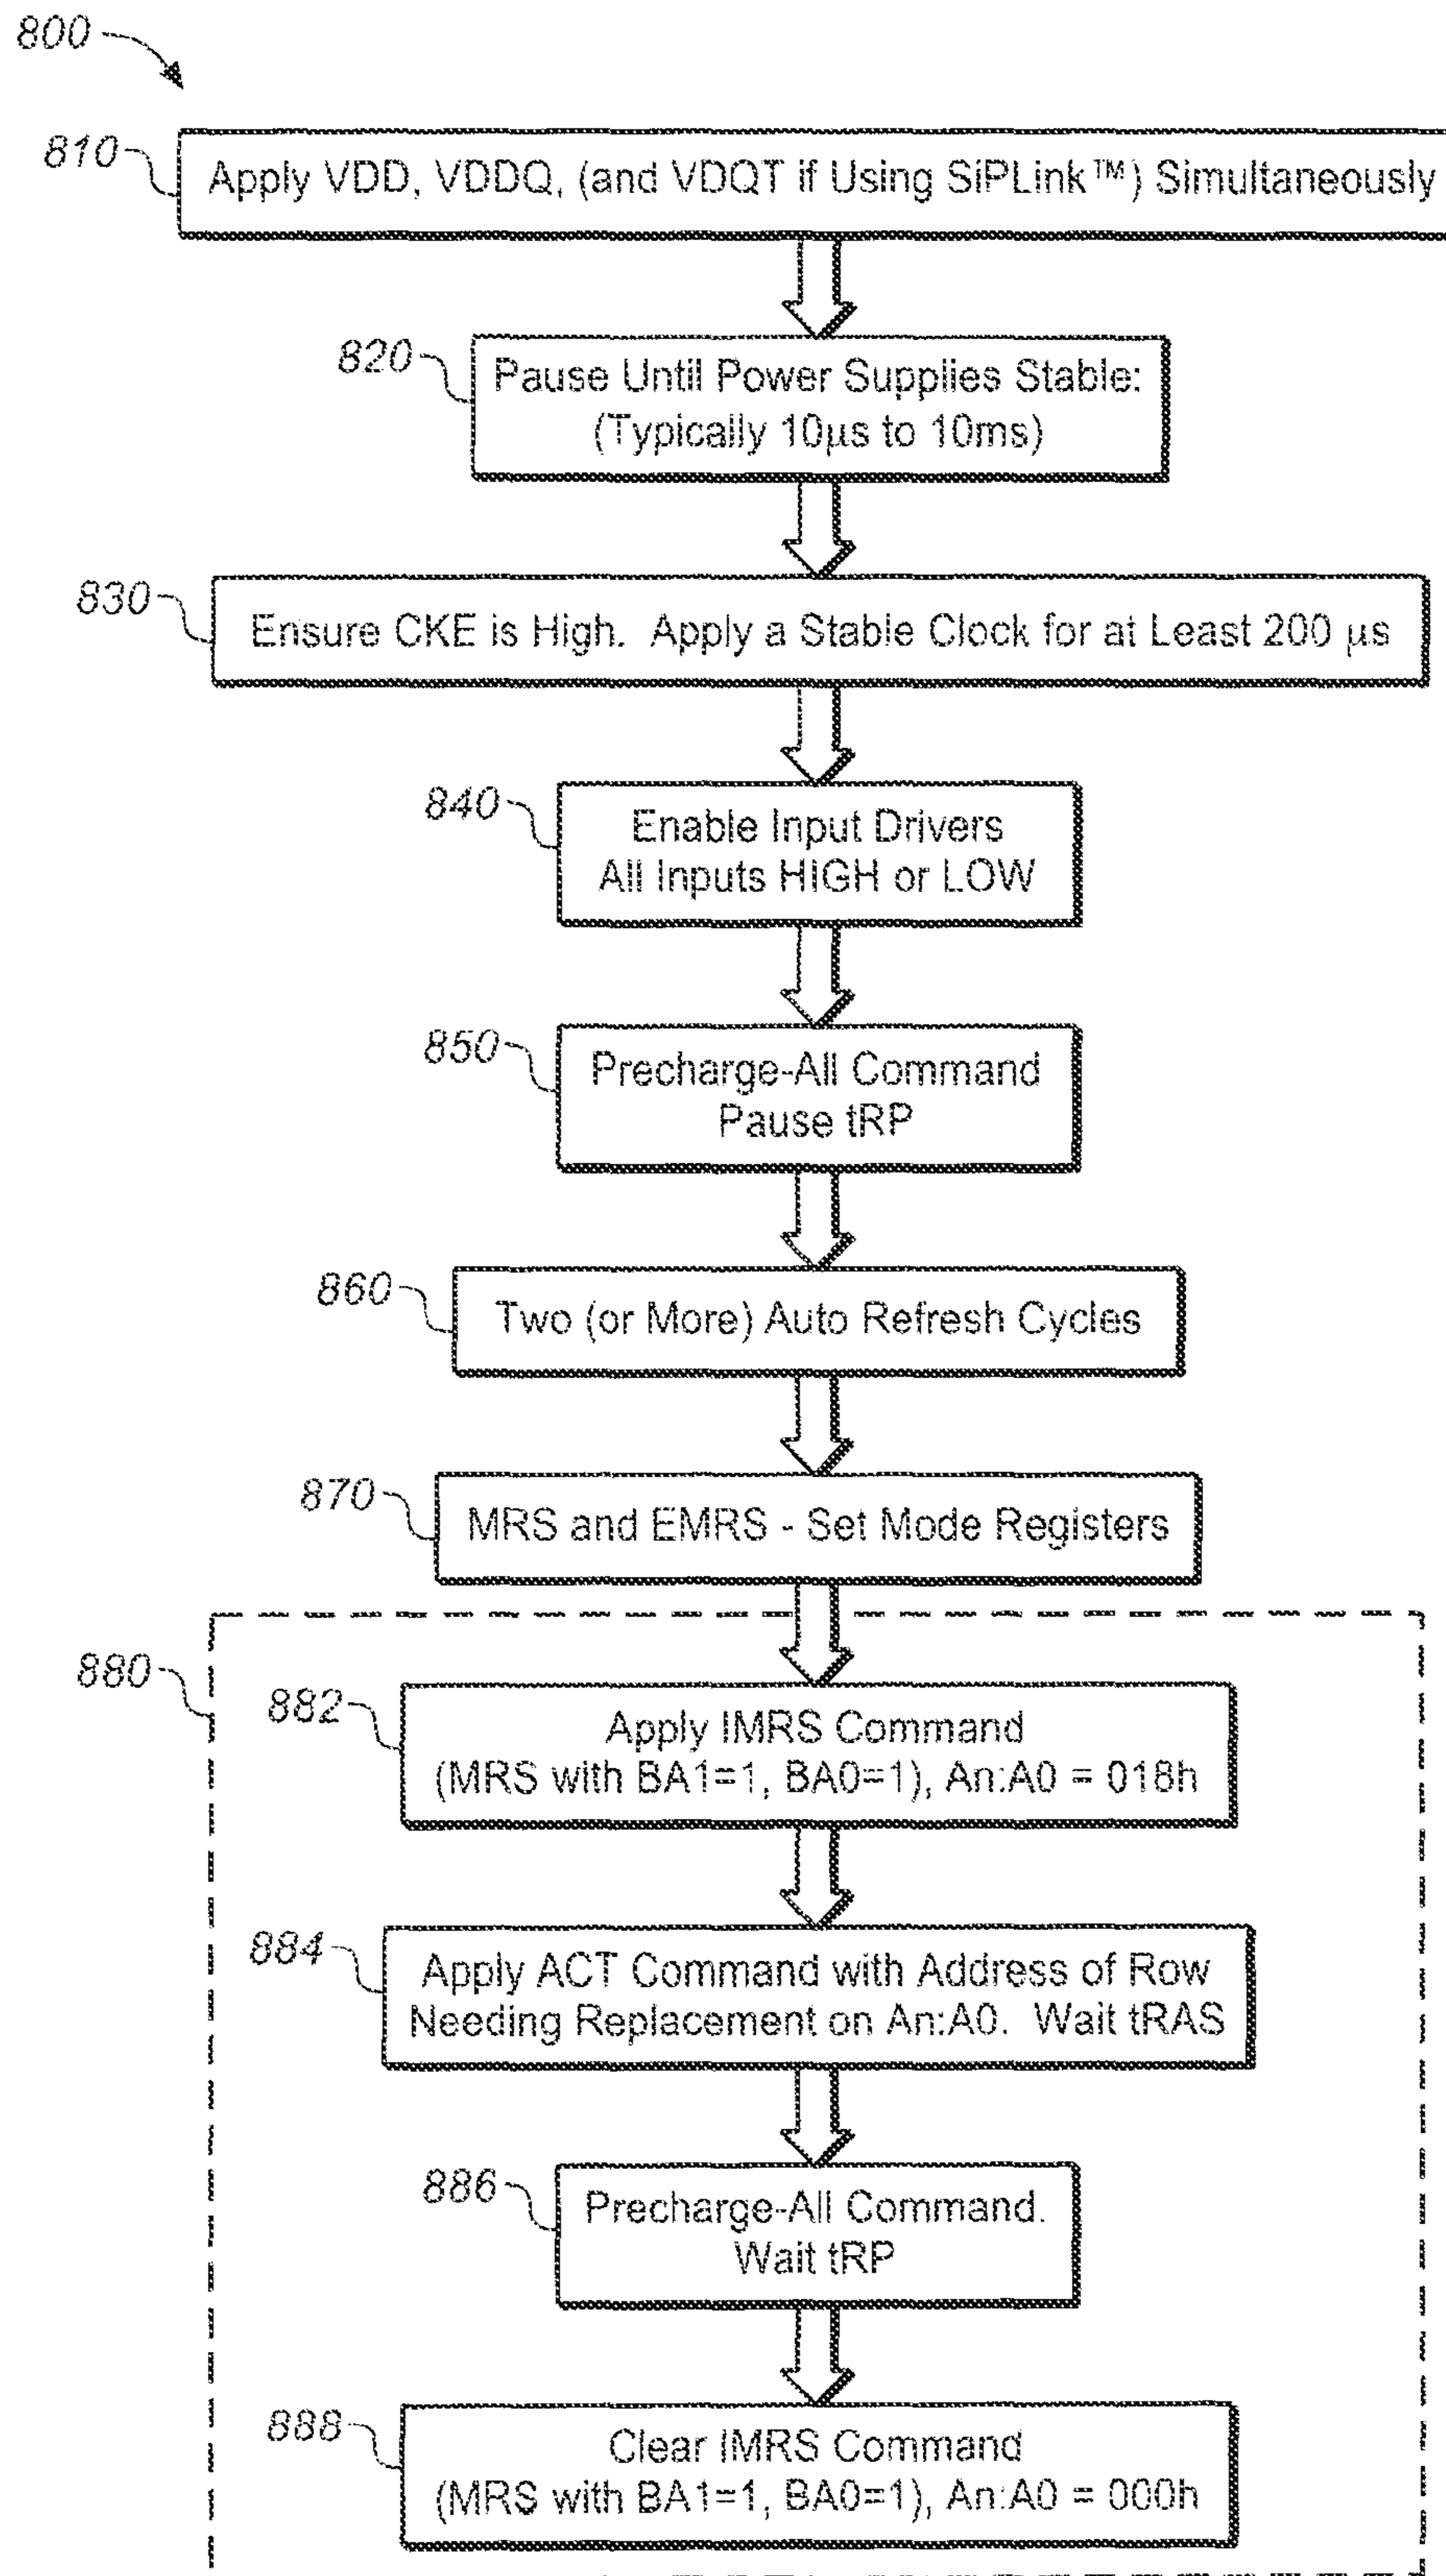 800
810
Apply VDD, VDDQ, (and VDQT if Using SiPLink™) Simultaneously
820
Pause Until Power Supplies Stable:
(Typically 10µs to 10ms)
830
Ensure CKE is High. Apply a Stable Clock for at Least 200 µs
840
Enable Input Drivers
All Inputs HIGH or LOW
850
Precharge-All Command
Pause tRP
860
Two (or More) Auto Refresh Cycles
870
MRS and EMRS - Set Mode Registers
880
882
Apply IMRS Command
(MRS with BA1=1, BA0=1), An:A0 = 018h
884
Apply ACT Command with Address of Row
Needing Replacement on An:A0. Wait tRAS
886
Precharge-All Command.
Wait tRP
888
Clear IMRS Command
(MRS with BA1=1, BA0=1), An:A0 = 000h